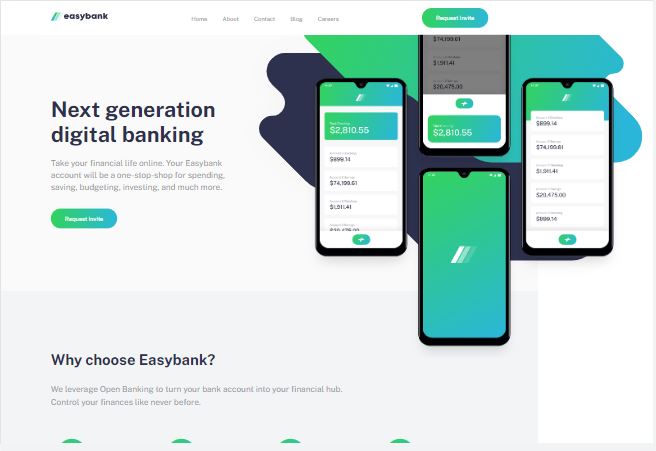 easybank
Home About Contact Blog Careers
Request Invite
Next generation
digital banking
Take your financial life online. Your Easybank
account will be a one-stop-shop for spending,
saving, budgeting, investing, and much more.
Request Invite
$2,810.55
$899.14
$74,199.61
$1,911.41
$20,475.00
$74,199.61
$1,911.41
$20,475.00
$2,810.55
$899.14
$74,199.61
$1,911.41
$20,475.00
$899.14
Why choose Easybank?
We leverage Open Banking to turn your bank account into your financial hub.
Control your finances like never before.